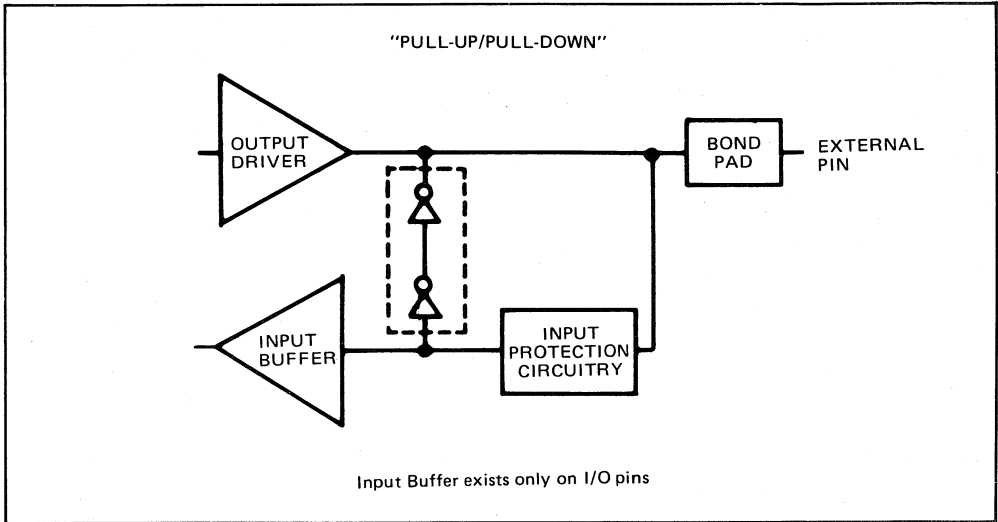 "PULL-UP/PULL-DOWN"
OUTPUT
DRIVER
BOND
PAD
EXTERNAL
PIN
INPUT
BUFFER
INPUT
PROTECTION
CIRCUITRY
Input Buffer exists only on I/O pins